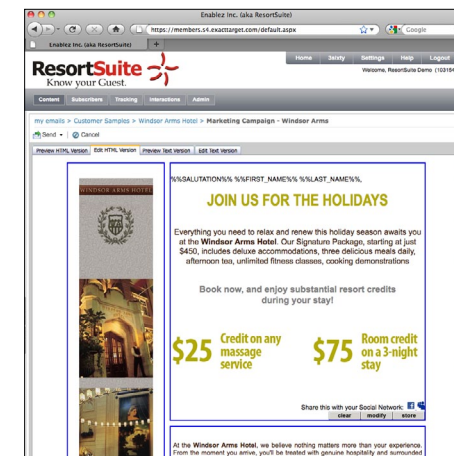 Enablez Inc. (aka ResortSuite)
https://members.s4.exacttarget.com/default.aspx
Google
Enablez Inc. (aka ResortSuite)
+
ResortSuite
Know your Guest.
Home 3sixty Settings Help Logout
Welcome, ResortSuite Demo (103194
Content Subscribers Tracking Interactions Admin
my emails > Customer Samples > Windsor Arms Hotel > Marketing Campaign - Windsor Arms
Send Cancel
Preview HTML Version Edit HTML Version Preview Text Version Edit Text Version
WINDSOR ARMS HOTEL
%%SALUTATION%% %%FIRST_NAME%% %%LAST_NAME%%,
JOIN US FOR THE HOLIDAYS
Everything you need to relax and renew this holiday season awaits you
at the Windsor Arms Hotel. Our Signature Package, starting at just
$450, includes deluxe accommodations, three delicious meals daily,
afternoon tea, unlimited fitness classes, cooking demonstrations
Book now, and enjoy substantial resort credits
during your stay!
$25 Credit on any massage service
$75 Room credit on a 3-night stay
Share this with your Social Network:
clear modify store
At the Windsor Arms Hotel, we believe nothing matters more than your experience.
From the moment you arrive, you'll be treated with genuine hospitality and surrounded